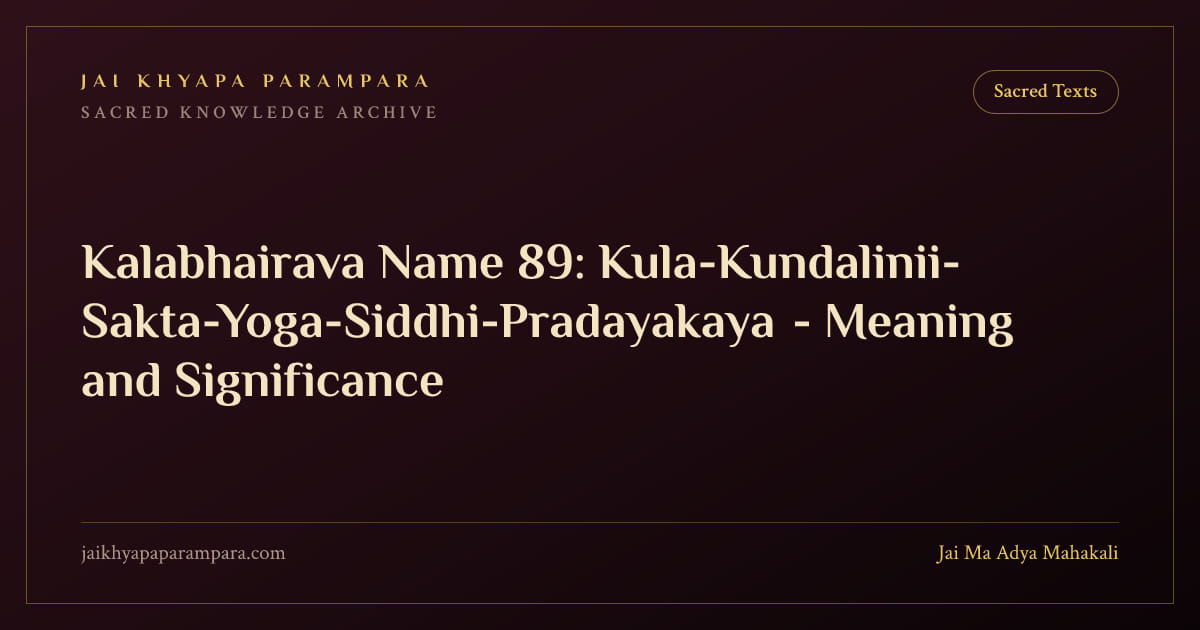 JAI KHYAPA PARAMPARA
SACRED KNOWLEDGE ARCHIVE
Sacred Texts
Kalabhairava Name 89: Kula-Kundalinii-
Sakta-Yoga-Siddhi-Pradayakaya - Meaning
and Significance
jaikhyapaparampara.com
Jai Ma Adya Mahakali